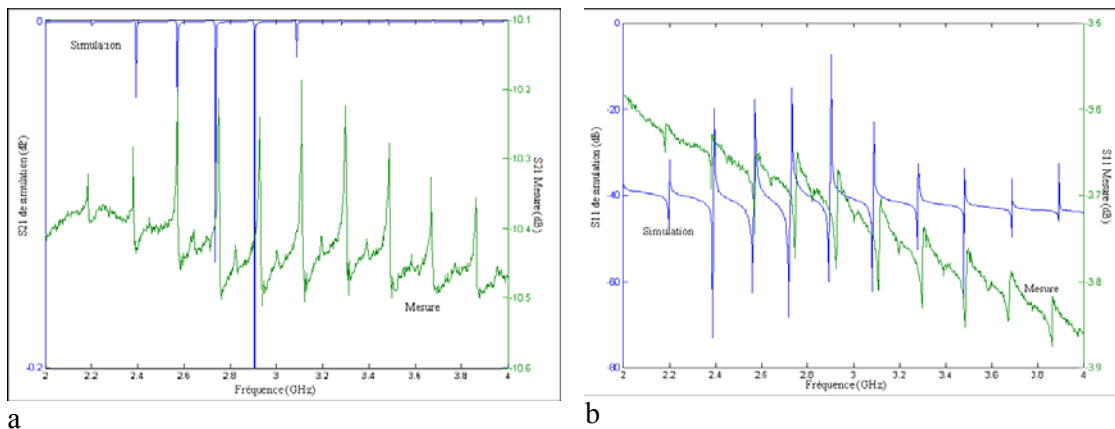 0
-0.2
S21 de simulation (dB)
Simulation
Mesure
10.1
-10.2
-10.3
-10.4
-10.5
-10.6
S21 Mesure (dB)
2 2.2 2.4 2.6 2.8 3 3.2 3.4 3.6 3.8 4
Fréquence (GHz)
a
0
-20
-40
-60
-80
S11 de simulation (dB)
Simulation
Mesure
-3.6
-3.7
-3.8
-3.9
S11 Mesure (dB)
2 2.2 2.4 2.6 2.8 3 3.2 3.4 3.6 3.8 4
Fréquence (GHz)
b